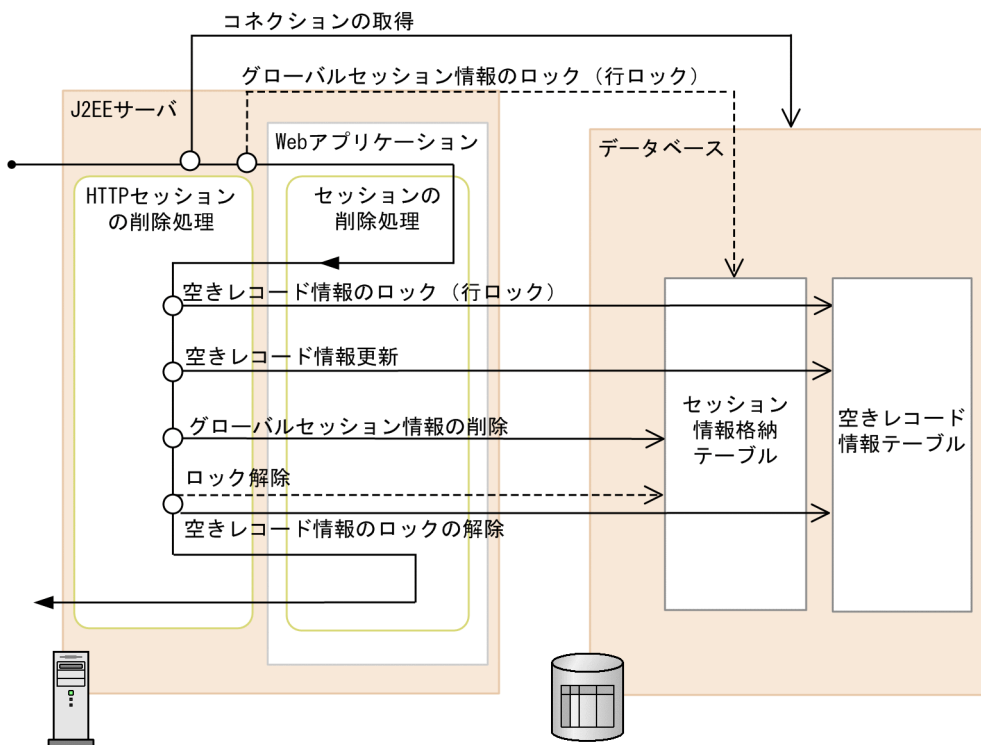 コネクションの取得
グローバルセッション情報のロック（行ロック）
J2EEサーバ
Webアプリケーション
データベース
HTTPセッション
の削除処理
セッションの
削除処理
空きレコード情報のロック（行ロック）
空きレコード情報更新
グローバルセッション情報の削除
ロック解除
空きレコード情報のロックの解除
セッション
情報格納
テーブル
空きレコード
情報テーブル